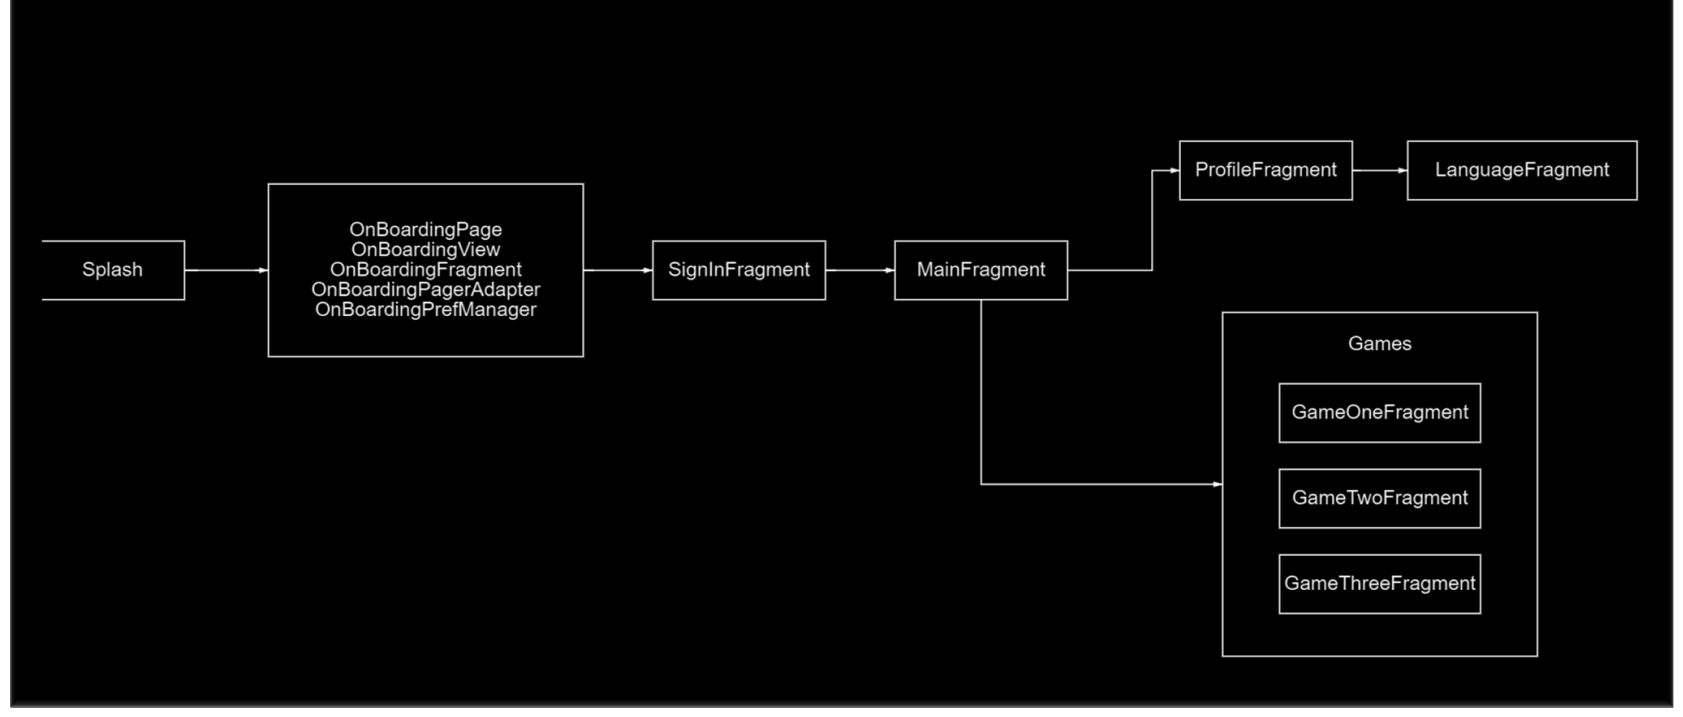 Splash
OnBoardingPage
OnBoardingView
OnBoardingFragment
OnBoardingPagerAdapter
OnBoardingPrefManager
SignInFragment
MainFragment
ProfileFragment
LanguageFragment
Games
GameOneFragment
GameTwoFragment
GameThreeFragment